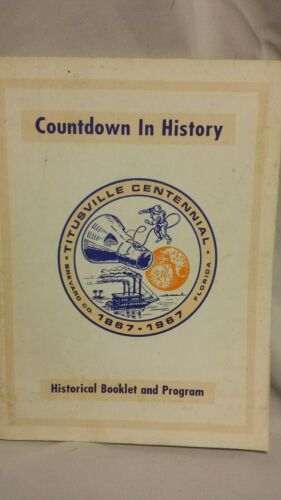 Countdown In History
TITUSVILLE CENTENNIAL
BREVARD CO. 1867-1967 FLORIDA
Historical Booklet and Program